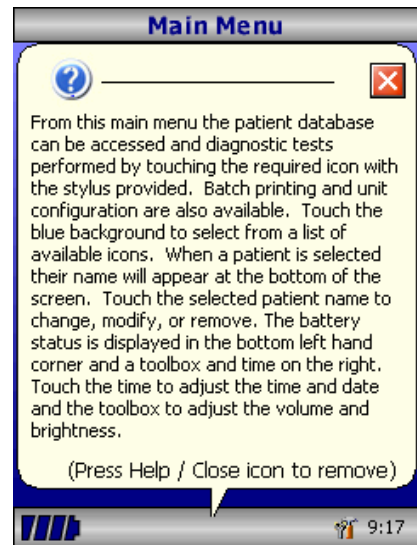 Main Menu
From this main menu the patient database
can be accessed and diagnostic tests
performed by touching the required icon with
the stylus provided.  Batch printing and unit
configuration are also available.  Touch the
blue background to select from a list of
available icons.  When a patient is selected
their name will appear at the bottom of the
screen.  Touch the selected patient name to
change, modify, or remove. The battery
status is displayed in the bottom left hand
corner and a toolbox and time on the right.
Touch the time to adjust the time and date
and the toolbox to adjust the volume and
brightness.
(Press Help / Close icon to remove)
9:17